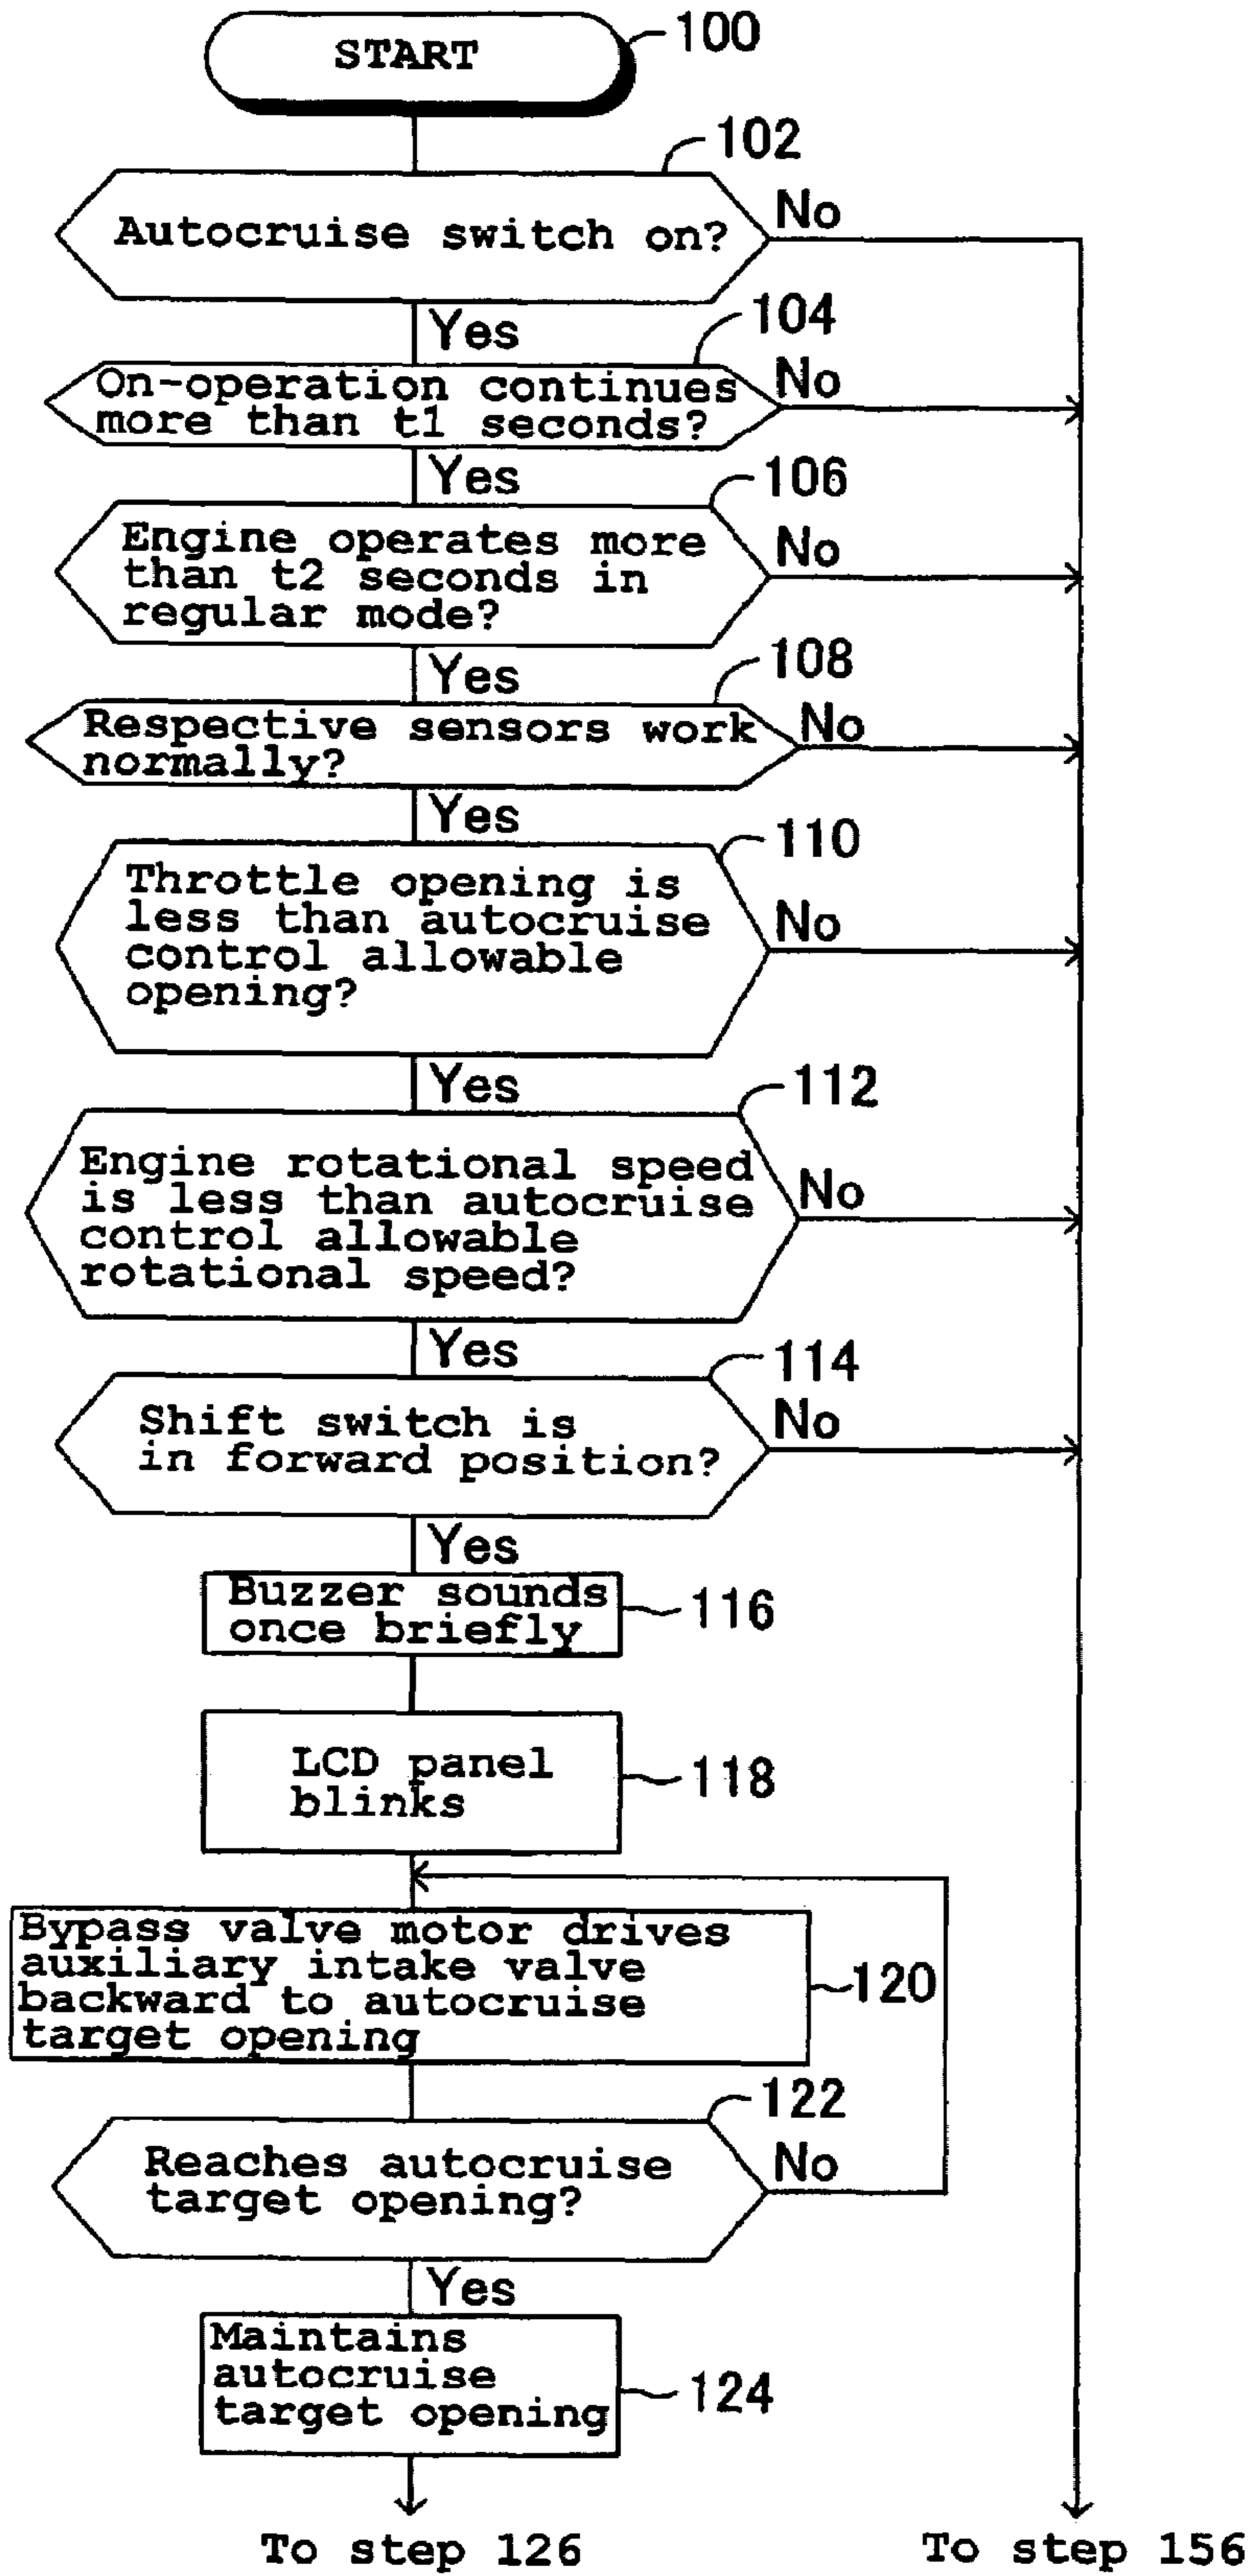 START
100
102
Autocruise switch on?
No
Yes
104
On-operation continues
more than t1 seconds?
No
Yes
106
Engine operates more
than t2 seconds in
regular mode?
No
Yes
108
Respective sensors work
normally?
No
Yes
110
Throttle opening is
less than autocruise
control allowable
opening?
No
Yes
112
Engine rotational speed
is less than autocruise
control allowable
rotational speed?
No
Yes
114
Shift switch is
in forward position?
No
Yes
Buzzer sounds
once briefly
116
LCD panel
blinks
118
Bypass valve motor drives
auxiliary intake valve
backward to autocruise
target opening
120
122
Reaches autocruise
target opening?
No
Yes
Maintains
autocruise
target opening
124
To step 126
To step 156